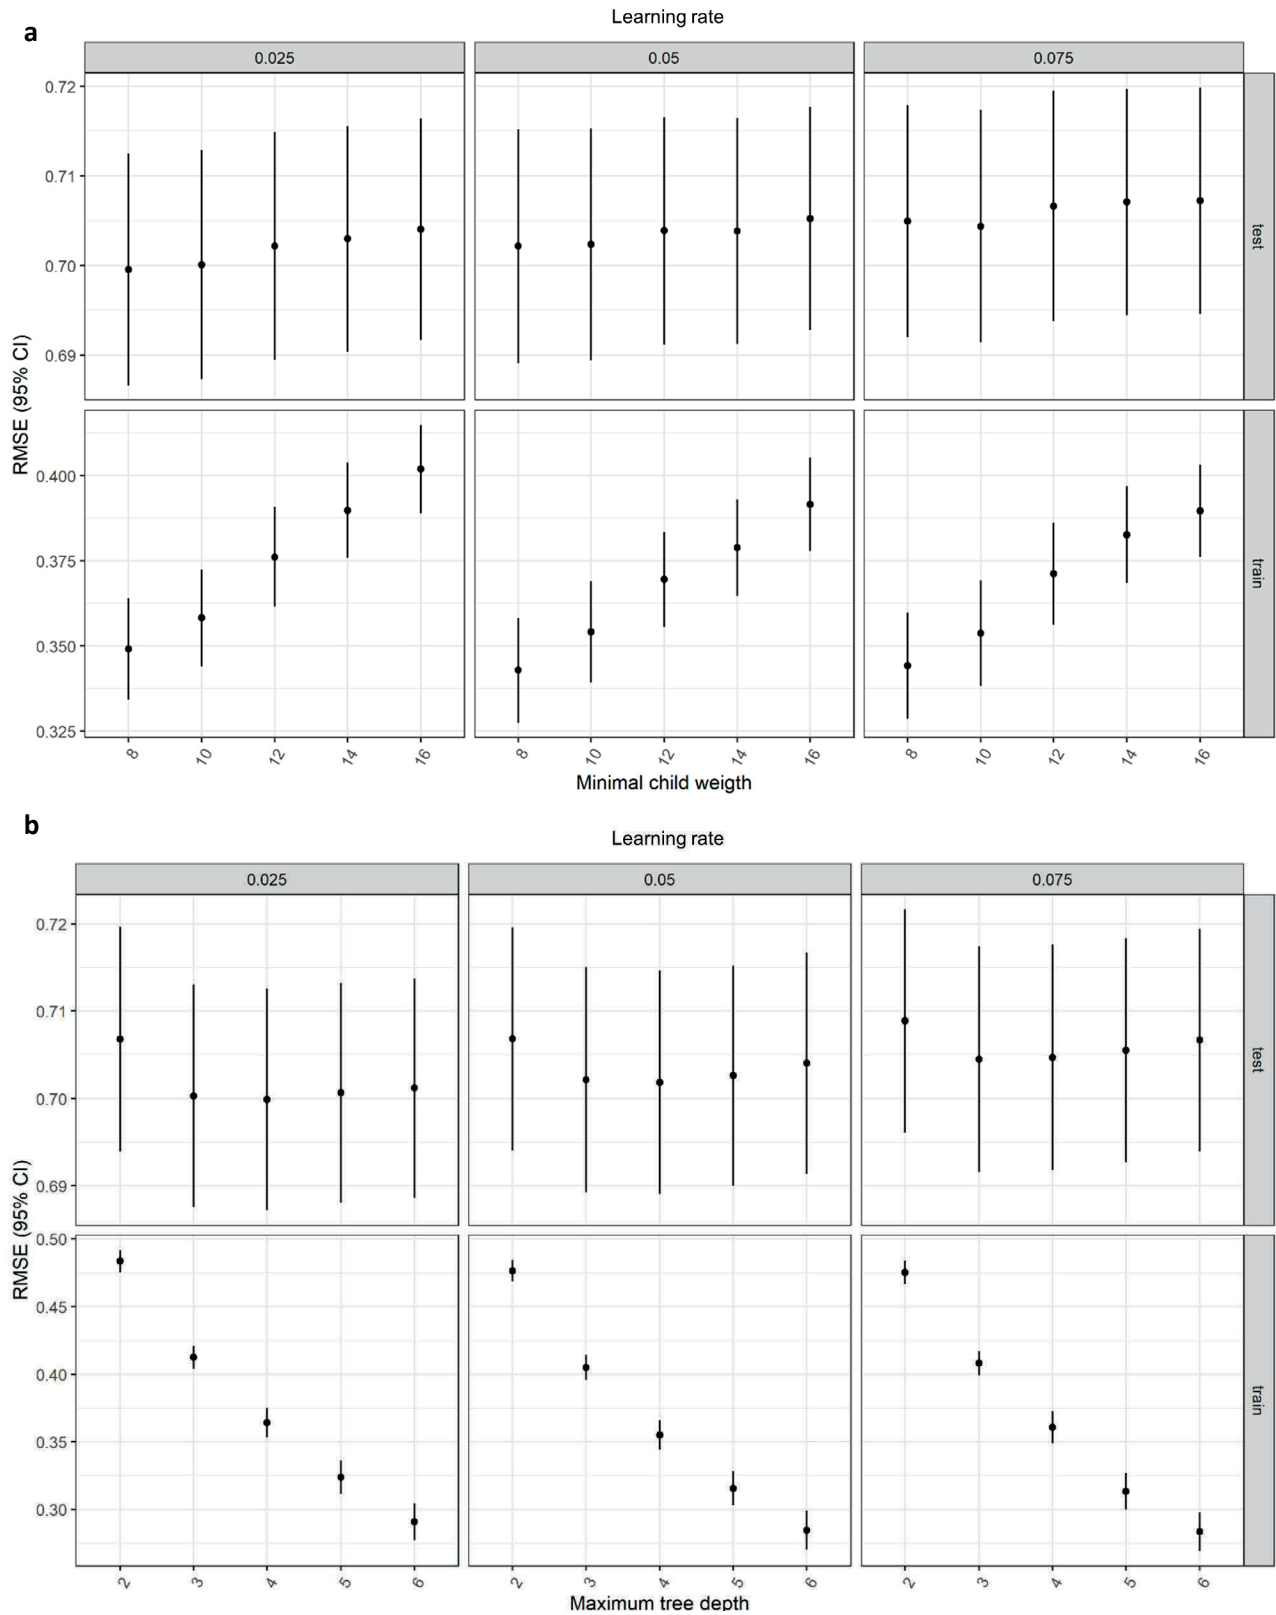 a
Learning rate
0.025 0.05 0.075
0.72
0.71
0.70
0.69
test
RMSE (95% CI)
0.400
0.375
0.350
0.325
train
8 10 12 14 16 8 10 12 14 16 8 10 12 14 16
Minimal child weigth
b
Learning rate
0.025 0.05 0.075
0.72
0.71
0.70
0.69
test
RMSE (95% CI)
0.50
0.45
0.40
0.35
0.30
train
2 3 4 5 6 2 3 4 5 6 2 3 4 5 6
Maximum tree depth